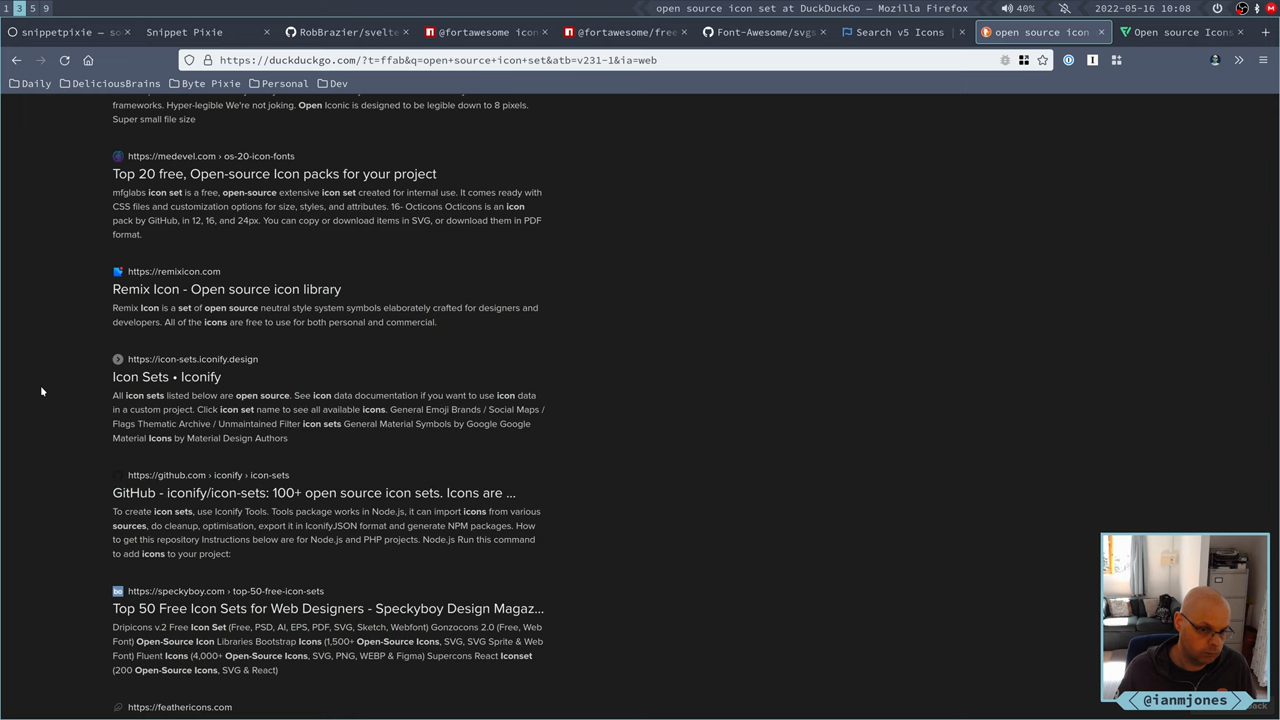 1 3 5 9 open source icon set at DuckDuckGo — Mozilla Firefox 40% 2022-05-16 10:08
snippetpixie — so Snippet Pixie × RobBrazier/svelte × @fortawesome icon × @fortawesome/free × Font-Awesome/svgs × Search v5 Icons × open source icon × Open source Icons × +
https://duckduckgo.com/?t=ffab&q=open+source+icon+set&atb=v231-1&ia=web
Daily DeliciousBrains Byte Pixie Personal Dev
frameworks. Hyper-legible We're not joking. Open Iconic is designed to be legible down to 8 pixels.
Super small file size
https://medevel.com › os-20-icon-fonts
Top 20 free, Open-source Icon packs for your project
mfglabs icon set is a free, open-source extensive icon set created for internal use. It comes ready with
CSS files and customization options for size, styles, and attributes. 16- Octicons Octicons is an icon
pack by GitHub, in 12, 16, and 24px. You can copy or download items in SVG, or download them in PDF
format.
https://remixicon.com
Remix Icon - Open source icon library
Remix Icon is a set of open source neutral style system symbols elaborately crafted for designers and
developers. All of the icons are free to use for both personal and commercial.
https://icon-sets.iconify.design
Icon Sets • Iconify
All icon sets listed below are open source. See icon data documentation if you want to use icon data
in a custom project. Click icon set name to see all available icons. General Emoji Brands / Social Maps /
Flags Thematic Archive / Unmaintained Filter icon sets General Material Symbols by Google Google
Material Icons by Material Design Authors
https://github.com › iconify › icon-sets
GitHub - iconify/icon-sets: 100+ open source icon sets. Icons are ...
To create icon sets, use Iconify Tools. Tools package works in Node.js, it can import icons from various
sources, do cleanup, optimisation, export it in IconifyJSON format and generate NPM packages. How
to get this repository Instructions below are for Node.js and PHP projects. Node.js Run this command
to add icons to your project:
https://speckyboy.com › top-50-free-icon-sets
Top 50 Free Icon Sets for Web Designers - Speckyboy Design Magaz...
Dripicons v.2 Free Icon Set (Free, PSD, AI, EPS, PDF, SVG, Sketch, Webfont) Gonzocons 2.0 (Free, Web
Font) Open-Source Icon Libraries Bootstrap Icons (1,500+ Open-Source Icons, SVG, SVG Sprite & Web
Font) Fluent Icons (4,000+ Open-Source Icons, SVG, PNG, WEBP & Figma) Supercons React Iconset
(200 Open-Source Icons, SVG & React)
https://feathericons.com
@ianmjones